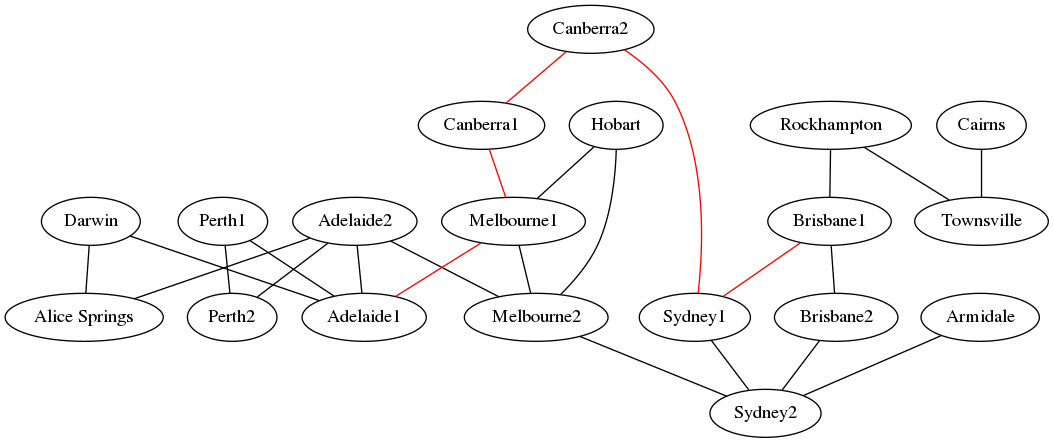 Canberra2
Canberra1
Hobart
Rockhampton
Cairns
Darwin
Perth1
Adelaide2
Melbourne1
Brisbane1
Townsville
Alice Springs
Perth2
Adelaide1
Melbourne2
Sydney1
Brisbane2
Armidale
Sydney2